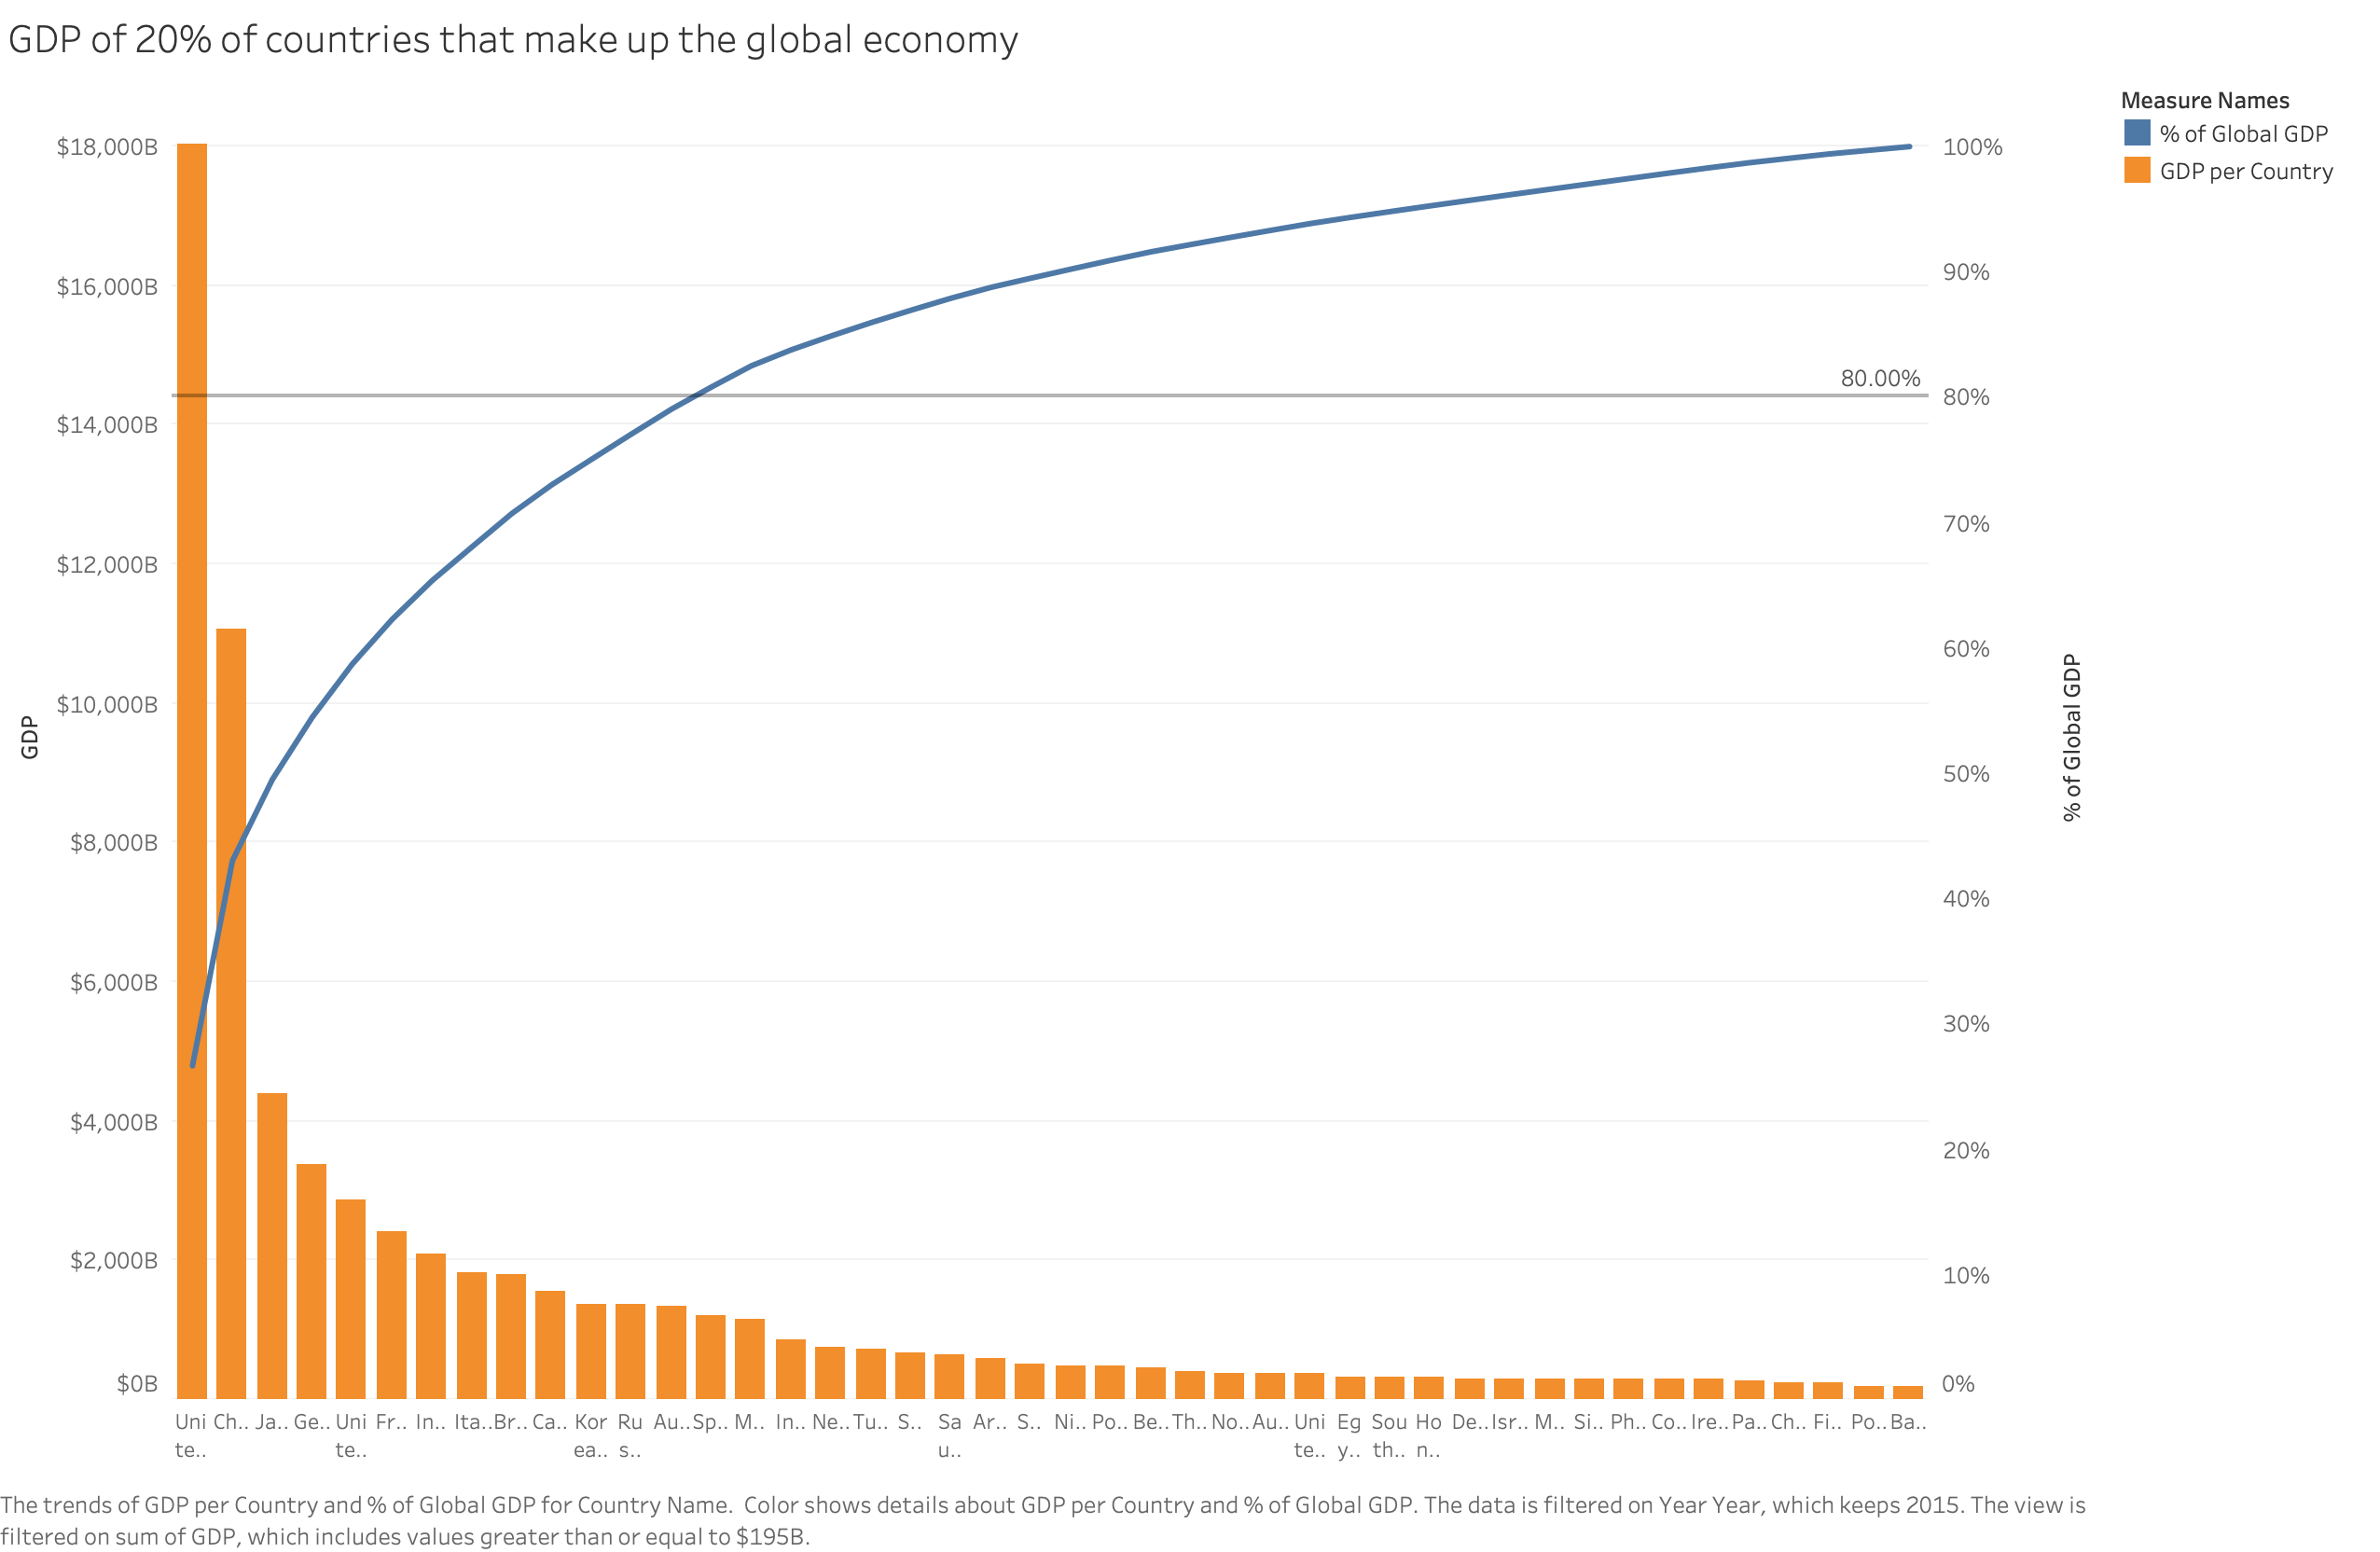 GDP of 20% of countries that make up the global economy
Measure Names
% of Global GDP
GDP per Country
$18,000B
$16,000B
$14,000B
$12,000B
$10,000B
$8,000B
$6,000B
$4,000B
$2,000B
$0B
GDP
80.00%
100%
90%
80%
70%
60%
50%
40%
30%
20%
10%
0%
% of Global GDP
Uni
te..
Ch..
Ja..
Ge..
Uni
te..
Fr..
In..
Ita..
Br..
Ca..
Kor
ea..
Ru
s..
Au..
Sp..
M..
In..
Ne..
Tu..
S..
Sa
u..
Ar..
S..
Ni..
Po..
Be..
Th..
No..
Au..
Uni
te..
Eg
y..
Sou
th..
Ho
n..
De..
Isr..
M..
Si..
Ph..
Co..
Ire..
Pa..
Ch..
Fi..
Po..
Ba..
The trends of GDP per Country and % of Global GDP for Country Name.  Color shows details about GDP per Country and % of Global GDP. The data is filtered on Year Year, which keeps 2015. The view is
filtered on sum of GDP, which includes values greater than or equal to $195B.